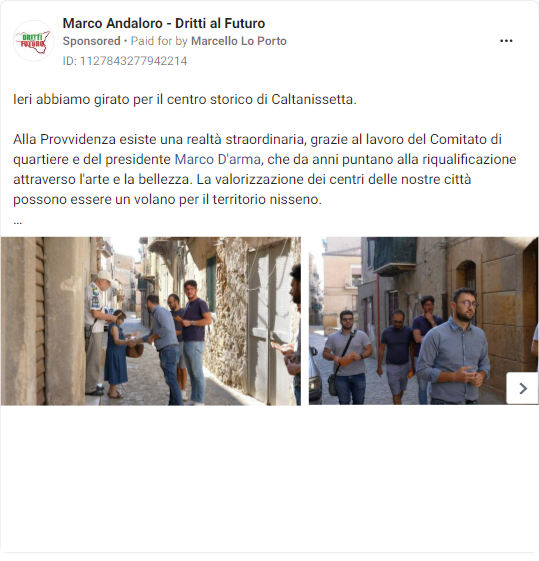 Marco Andaloro - Dritti al Futuro
Sponsored • Paid for by Marcello Lo Porto
ID: 1127843277942214
DRITTI
FUTURO
Ieri abbiamo girato per il centro storico di Caltanissetta.
Alla Provvidenza esiste una realtà straordinaria, grazie al lavoro del Comitato di
quartiere e del presidente Marco D'arma, che da anni puntano alla riqualificazione
attraverso l'arte e la bellezza. La valorizzazione dei centri delle nostre città
possono essere un volano per il territorio nisseno.
...